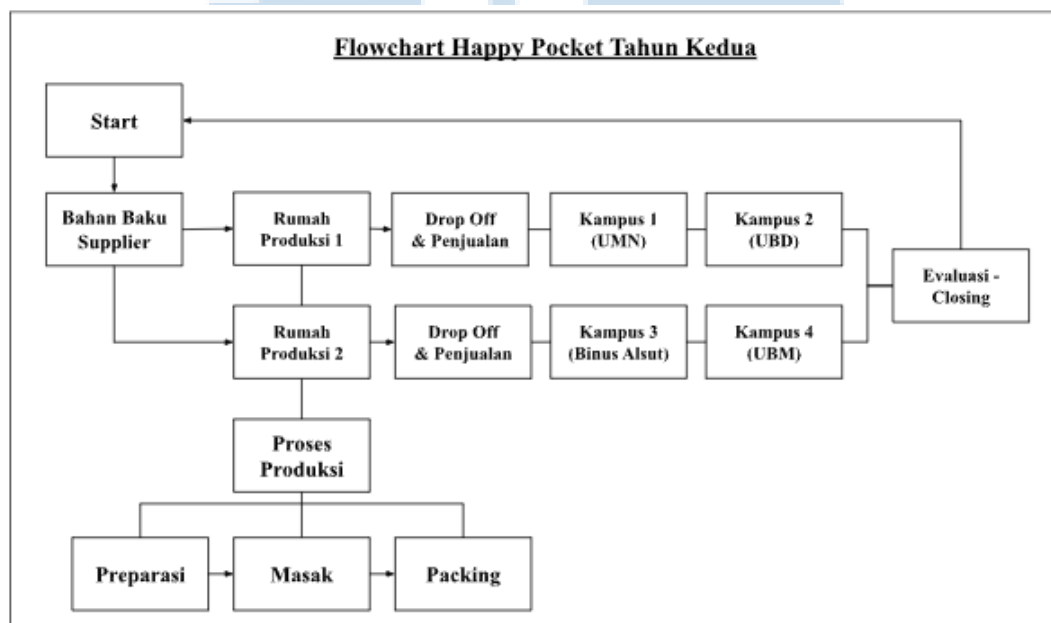 Flowchart Happy Pocket Tahun Kedua
Start
Bahan Baku
Supplier
Rumah
Produksi 1
Drop Off
& Penjualan
Kampus 1
(UMN)
Kampus 2
(UBD)
Evaluasi -
Closing
Rumah
Produksi 2
Drop Off
& Penjualan
Kampus 3
(Binus Alsut)
Kampus 4
(UBM)
Proses
Produksi
Preparasi
Masak
Packing